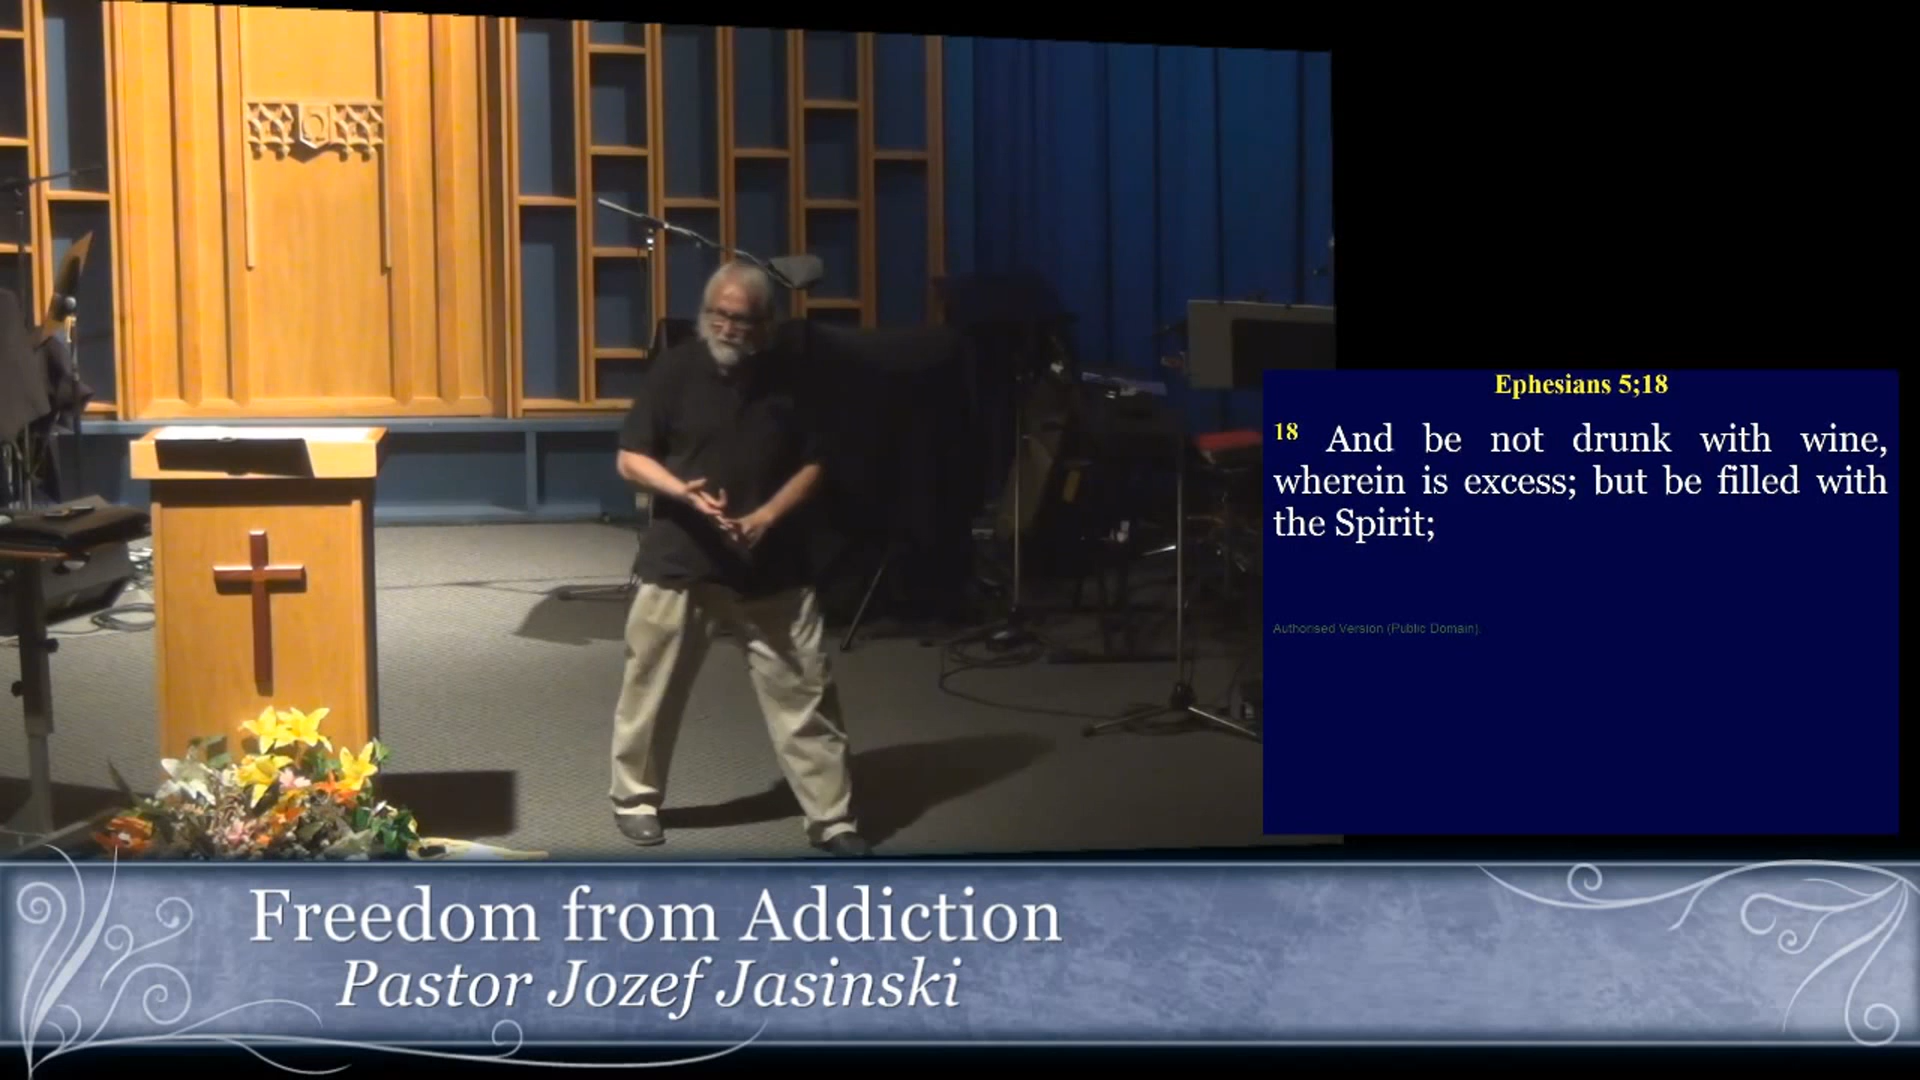 Ephesians 5;18
18 And be not drunk with wine,
wherein is excess; but be filled with
the Spirit;
Authorised Version (Public Domain).
Freedom from Addiction
Pastor Jozef Jasinski